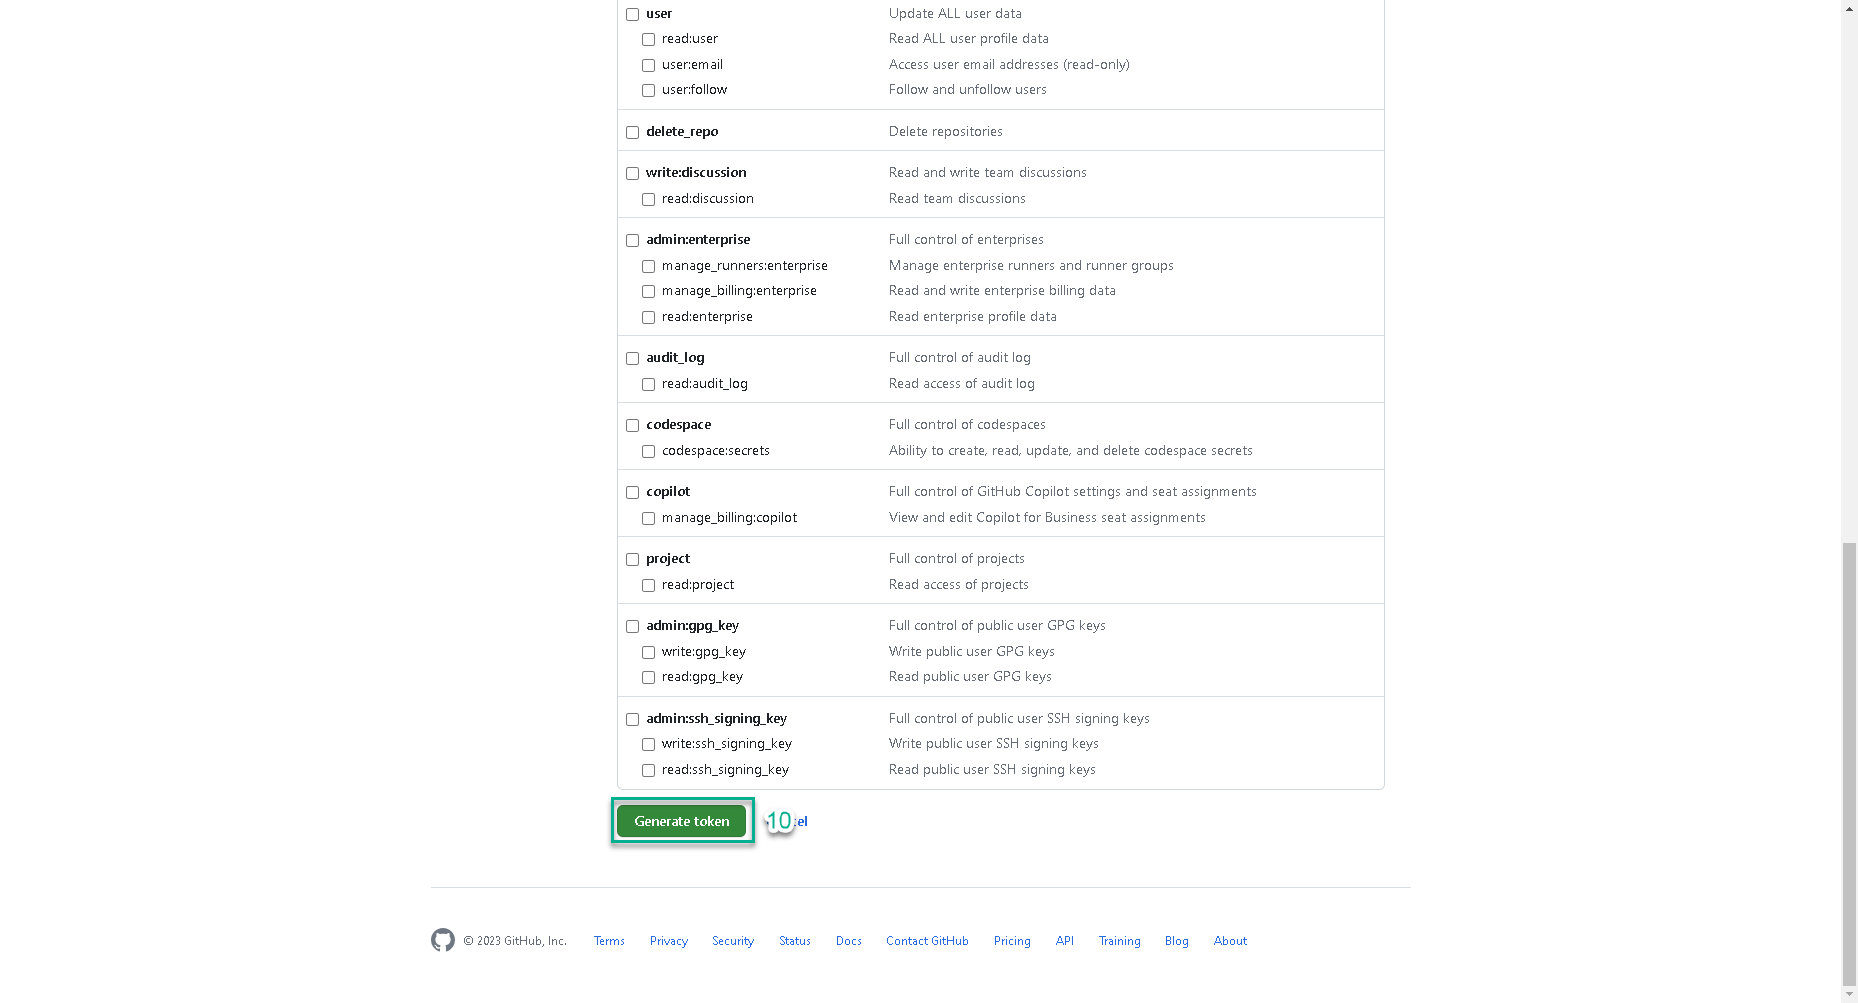 user Update ALL user data
read:user Read ALL user profile data
user:email Access user email addresses (read-only)
user:follow Follow and unfollow users
delete_repo Delete repositories
write:discussion Read and write team discussions
read:discussion Read team discussions
admin:enterprise Full control of enterprises
manage_runners:enterprise Manage enterprise runners and runner groups
manage_billing:enterprise Read and write enterprise billing data
read:enterprise Read enterprise profile data
audit_log Full control of audit log
read:audit_log Read access of audit log
codespace Full control of codespaces
codespace:secrets Ability to create, read, update, and delete codespace secrets
copilot Full control of GitHub Copilot settings and seat assignments
manage_billing:copilot View and edit Copilot for Business seat assignments
project Full control of projects
read:project Read access of projects
admin:gpg_key Full control of public user GPG keys
write:gpg_key Write public user GPG keys
read:gpg_key Read public user GPG keys
admin:ssh_signing_key Full control of public user SSH signing keys
write:ssh_signing_key Write public user SSH signing keys
read:ssh_signing_key Read public user SSH signing keys
Generate token 10
© 2023 GitHub, Inc. Terms Privacy Security Status Docs Contact GitHub Pricing API Training Blog About